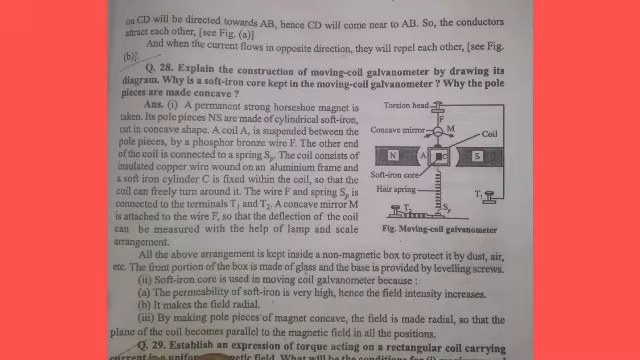 on CD will be directed towards AB, hence CD will come near to AB. So, the conductors
attract each other, [see Fig. (a)]
And when the current flows in opposite direction, they will repel each other, [see Fig.
(b)]
Q. 28. Explain the construction of moving-coil galvanometer by drawing its
diagram. Why is a soft-iron core kept in the moving-coil galvanometer ? Why the pole
pieces are made concave ?
Ans. (i) A permanent strong horseshoe magnet is
taken. Its pole pieces NS are made of cylindrical soft-iron,
cut in concave shape. A coil A, is suspended between the
pole pieces, by a phosphor bronze wire F. The other end
of the coil is connected to a spring Sp. The coil consists of
insulated copper wire wound on an aluminium frame and
a soft iron cylinder C is fixed within the coil, so that the
coil can freely turn around it. The wire F and spring Sp is
connected to the terminals T1 and T2. A concave mirror M
is attached to the wire F, so that the deflection of the coil
can be measured with the help of lamp and scale
arrangement.
Torsion head
F
Concave mirror
M
Coil
N
A
C
S
Soft-iron core
Hair spring
T1
T2
Sp
Fig. Moving-coil galvanometer
All the above arrangement is kept inside a non-magnetic box to protect it by dust, air,
etc. The front portion of the box is made of glass and the base is provided by levelling screws.
(ii) Soft-iron core is used in moving coil galvanometer because :
(a) The permeability of soft-iron is very high, hence the field intensity increases.
(b) It makes the field radial.
(iii) By making pole pieces of magnet concave, the field is made radial, so that the
plane of the coil becomes parallel to the magnetic field in all the positions.
Q. 29. Establish an expression of torque acting on a rectangular coil carrying
current in a uniform magnetic field. What will be the conditions for (i) maximum